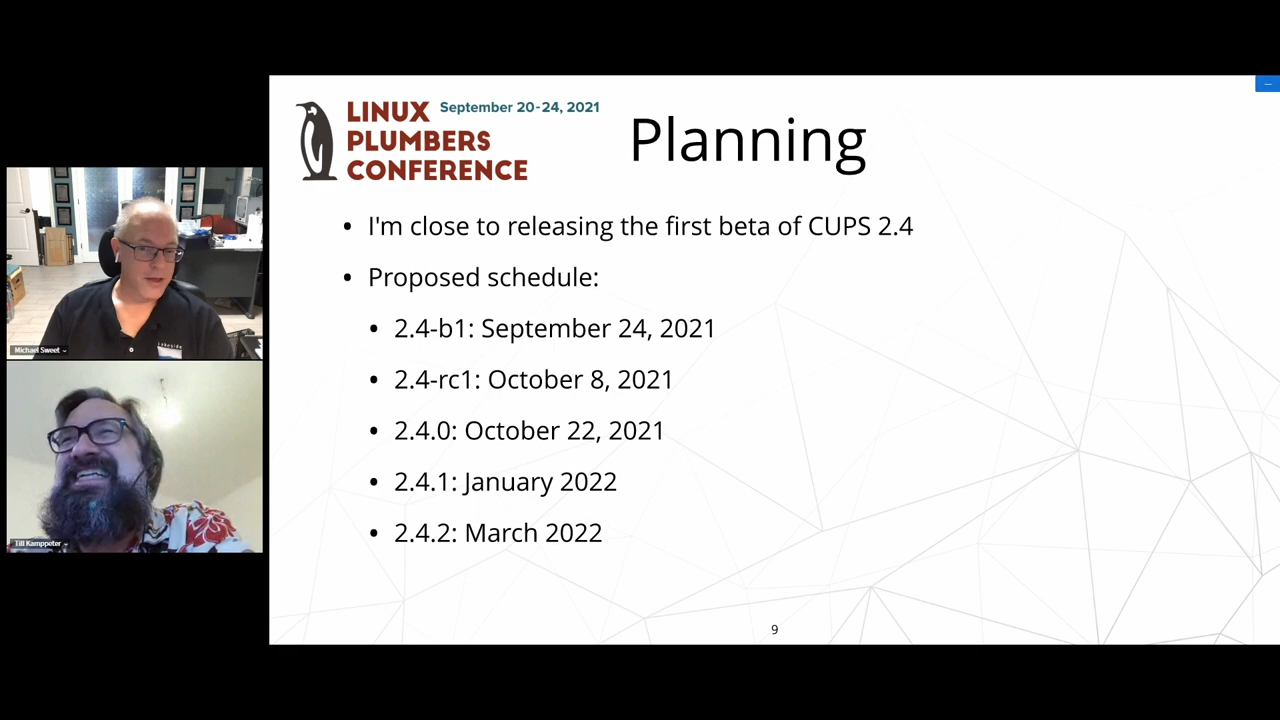 LINUX
September 20-24, 2021
PLUMBERS
CONFERENCE
Planning
• I'm close to releasing the first beta of CUPS 2.4
• Proposed schedule:
• 2.4-b1: September 24, 2021
• 2.4-rc1: October 8, 2021
• 2.4.0: October 22, 2021
• 2.4.1: January 2022
• 2.4.2: March 2022
9
Michael Sweet
Till Kamppeter